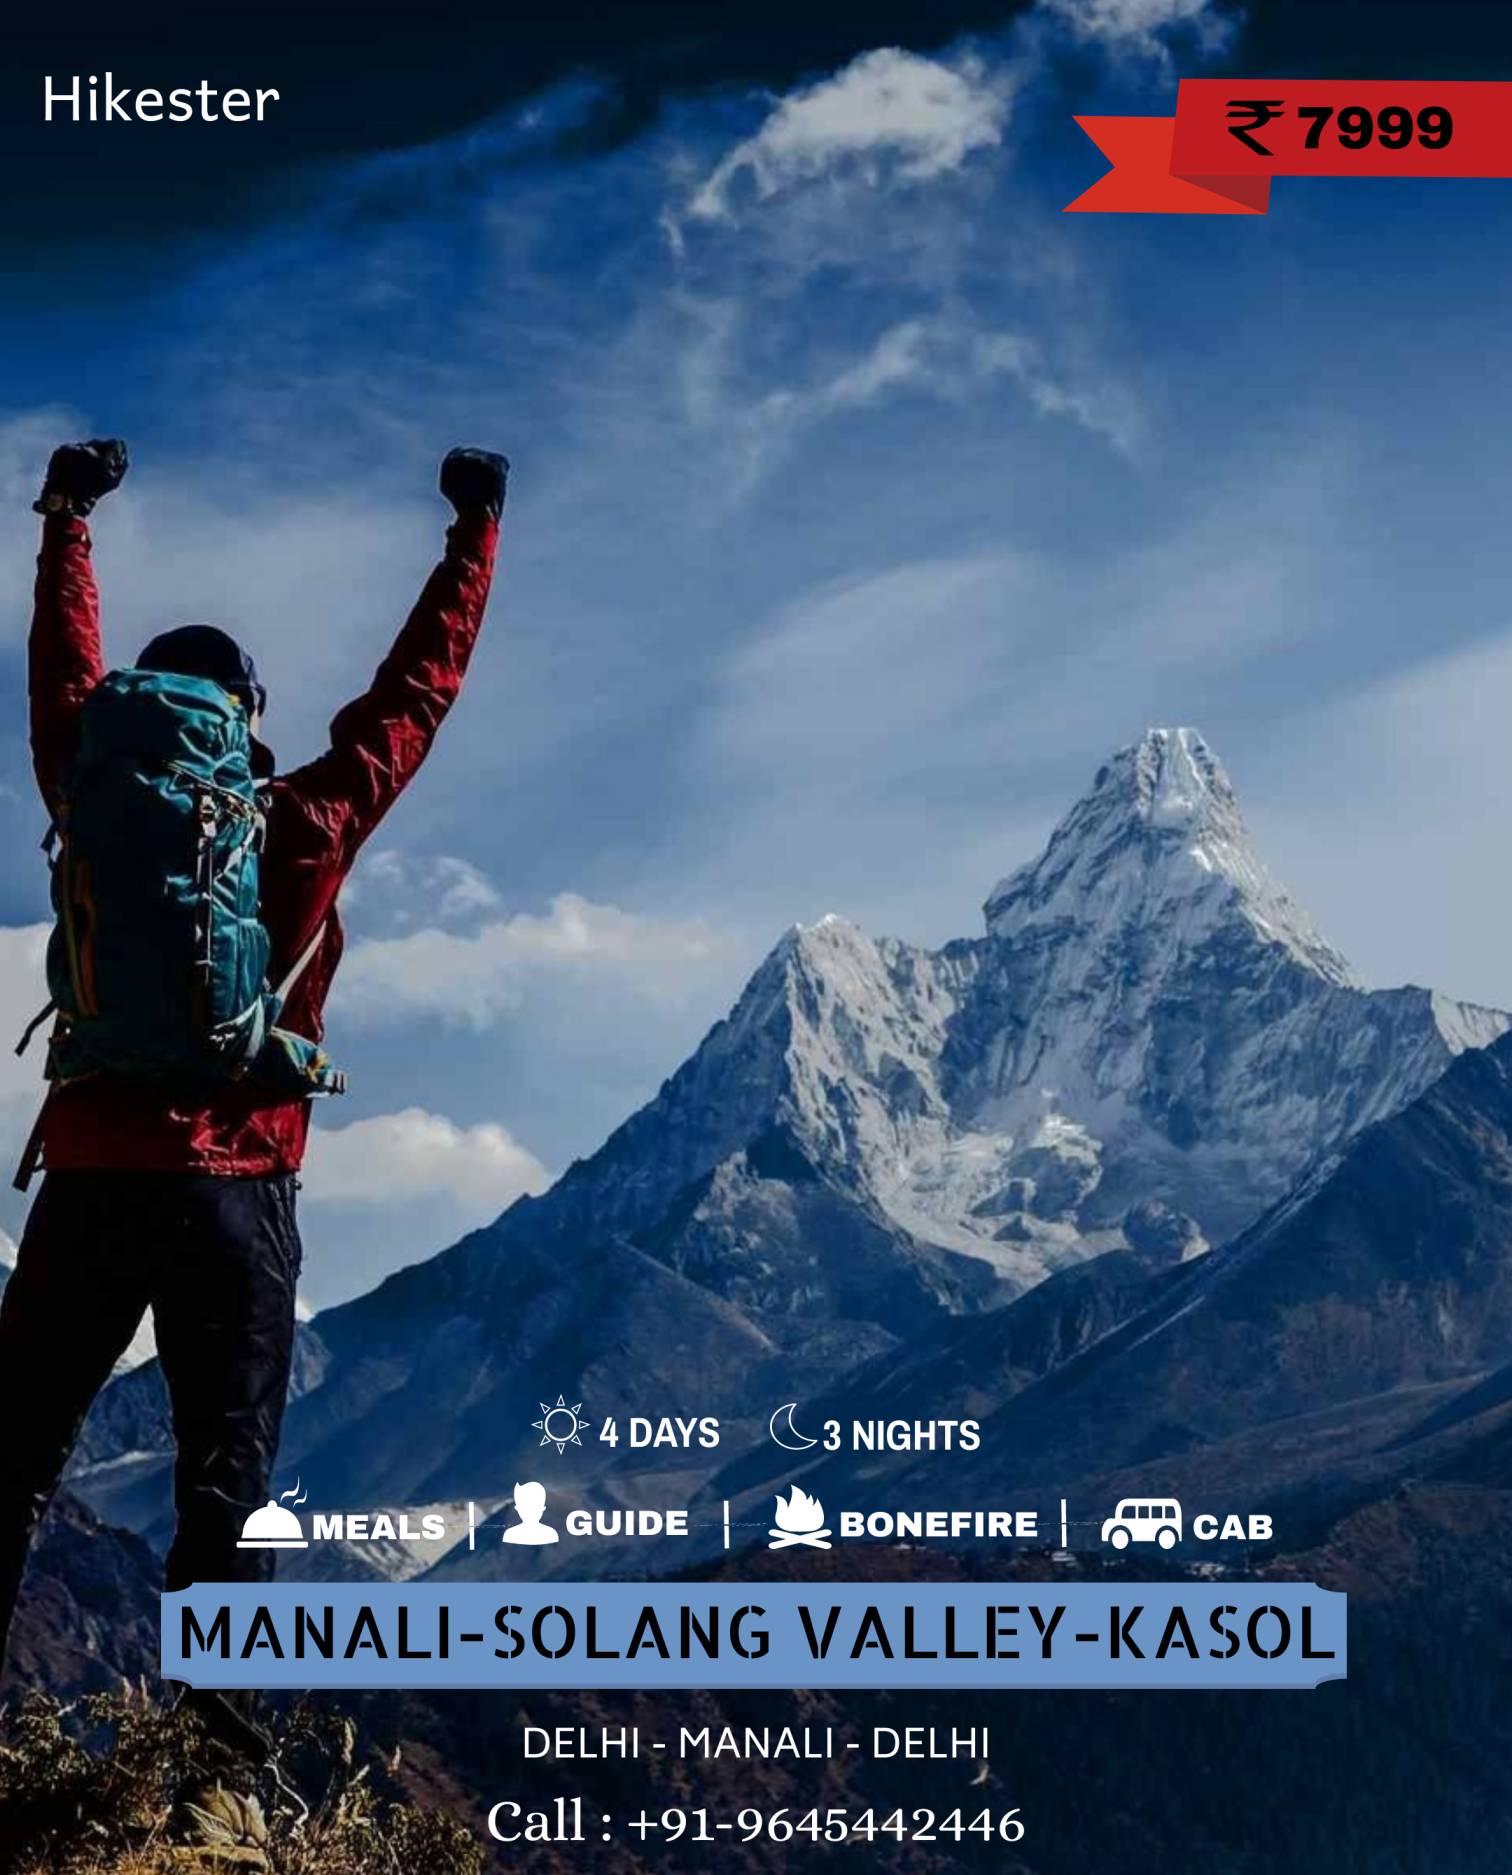 Hikester
₹ 7999
4 DAYS 3 NIGHTS
MEALS | GUIDE | BONEFIRE | CAB
MANALI-SOLANG VALLEY-KASOL
DELHI - MANALI - DELHI
Call : +91-9645442446